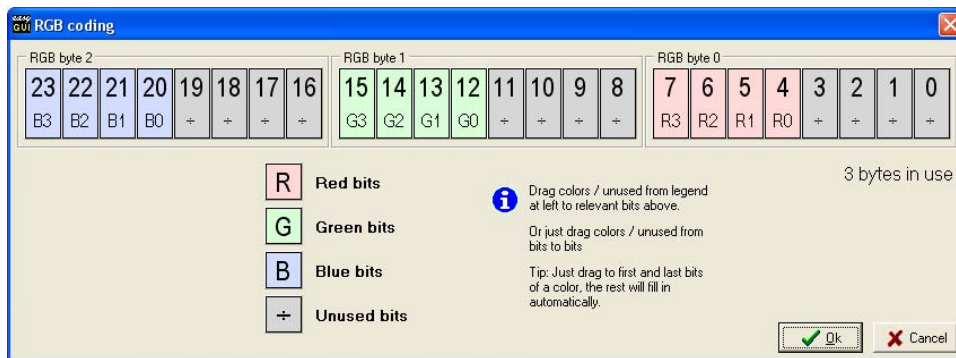 easy GUI RGB coding
RGB byte 2 RGB byte 1 RGB byte 0
23 22 21 20 19 18 17 16 15 14 13 12 11 10 9 8 7 6 5 4 3 2 1 0
B3 B2 B1 B0 ÷ ÷ ÷ ÷ G3 G2 G1 G0 ÷ ÷ ÷ ÷ R3 R2 R1 R0 ÷ ÷ ÷ ÷
3 bytes in use
R Red bits
G Green bits
B Blue bits
÷ Unused bits
i
Drag colors / unused from legend
at left to relevant bits above.
Or just drag colors / unused from
bits to bits
Tip: Just drag to first and last bits
of a color, the rest will fill in
automatically.
Ok Cancel